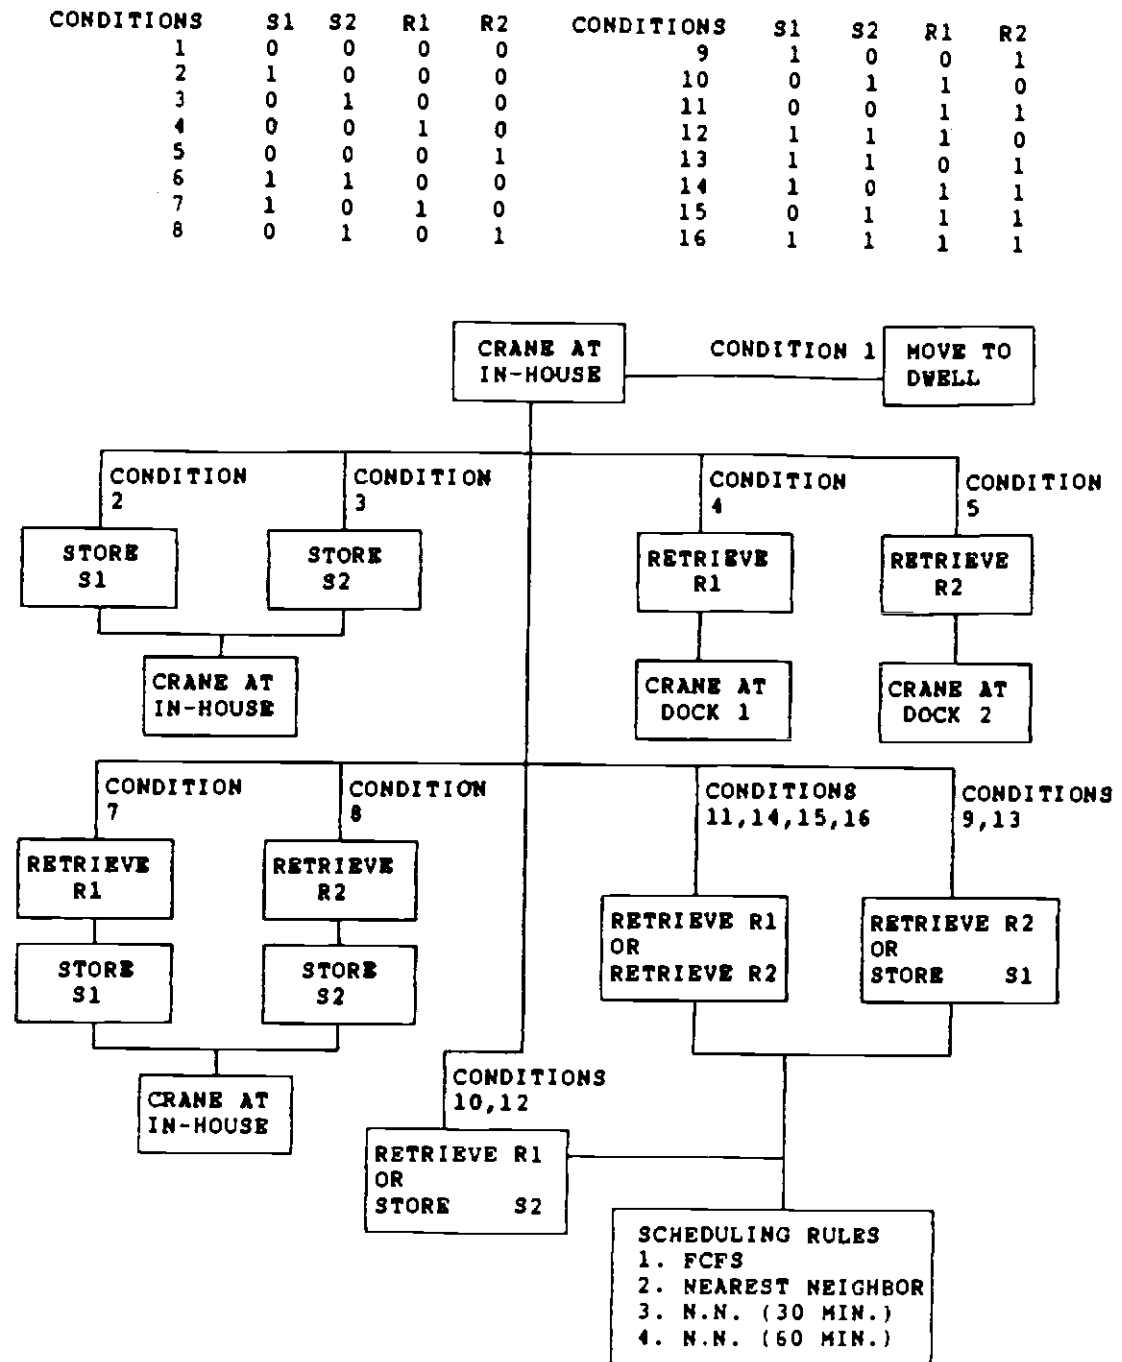 CONDITIONS S1 S2 R1 R2
1 0 0 0 0
2 1 0 0 0
3 0 1 0 0
4 0 0 1 0
5 0 0 0 1
6 1 1 0 0
7 1 0 1 0
8 0 1 0 1
CONDITIONS S1 S2 R1 R2
9 1 0 0 1
10 0 1 1 0
11 0 0 1 1
12 1 1 1 0
13 1 1 0 1
14 1 0 1 1
15 0 1 1 1
16 1 1 1 1
CRANE AT
IN-HOUSE
CONDITION 1
MOVE TO
DWELL
CONDITION
2
CONDITION
3
CONDITION
4
CONDITION
5
STORE
S1
STORE
S2
RETRIEVE
R1
RETRIEVE
R2
CRANE AT
IN-HOUSE
CRANE AT
DOCK 1
CRANE AT
DOCK 2
CONDITION
7
CONDITION
8
CONDITIONS
11,14,15,16
CONDITIONS
9,13
RETRIEVE
R1
RETRIEVE
R2
RETRIEVE R1
OR
RETRIEVE R2
RETRIEVE R2
OR
STORE S1
STORE
S1
STORE
S2
CRANE AT
IN-HOUSE
CONDITIONS
10,12
RETRIEVE R1
OR
STORE S2
SCHEDULING RULES
1. FCFS
2. NEAREST NEIGHBOR
3. N.N. (30 MIN.)
4. N.N. (60 MIN.)